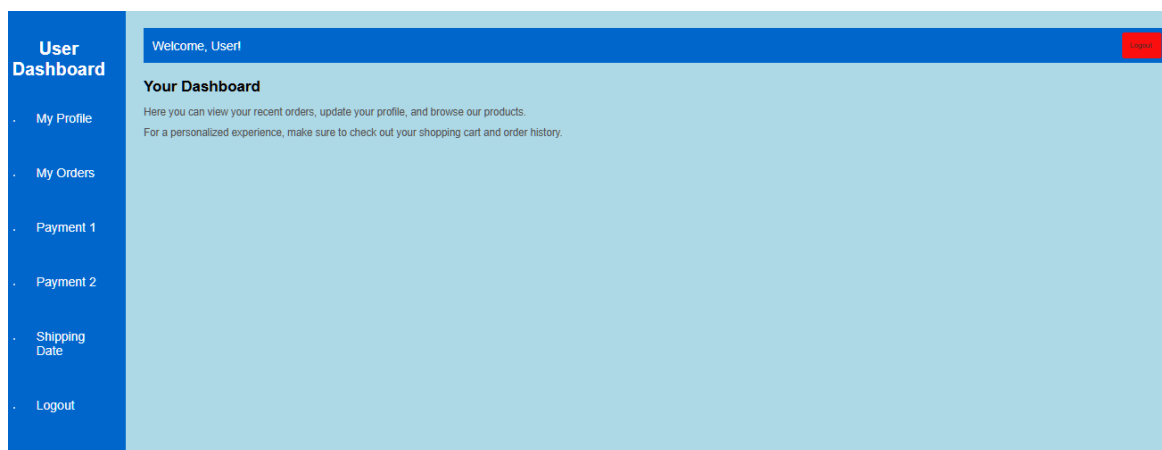 User
Dashboard
My Profile
My Orders
Payment 1
Payment 2
Shipping
Date
Logout
Welcome, User!
Logout
Your Dashboard
Here you can view your recent orders, update your profile, and browse our products.
For a personalized experience, make sure to check out your shopping cart and order history.